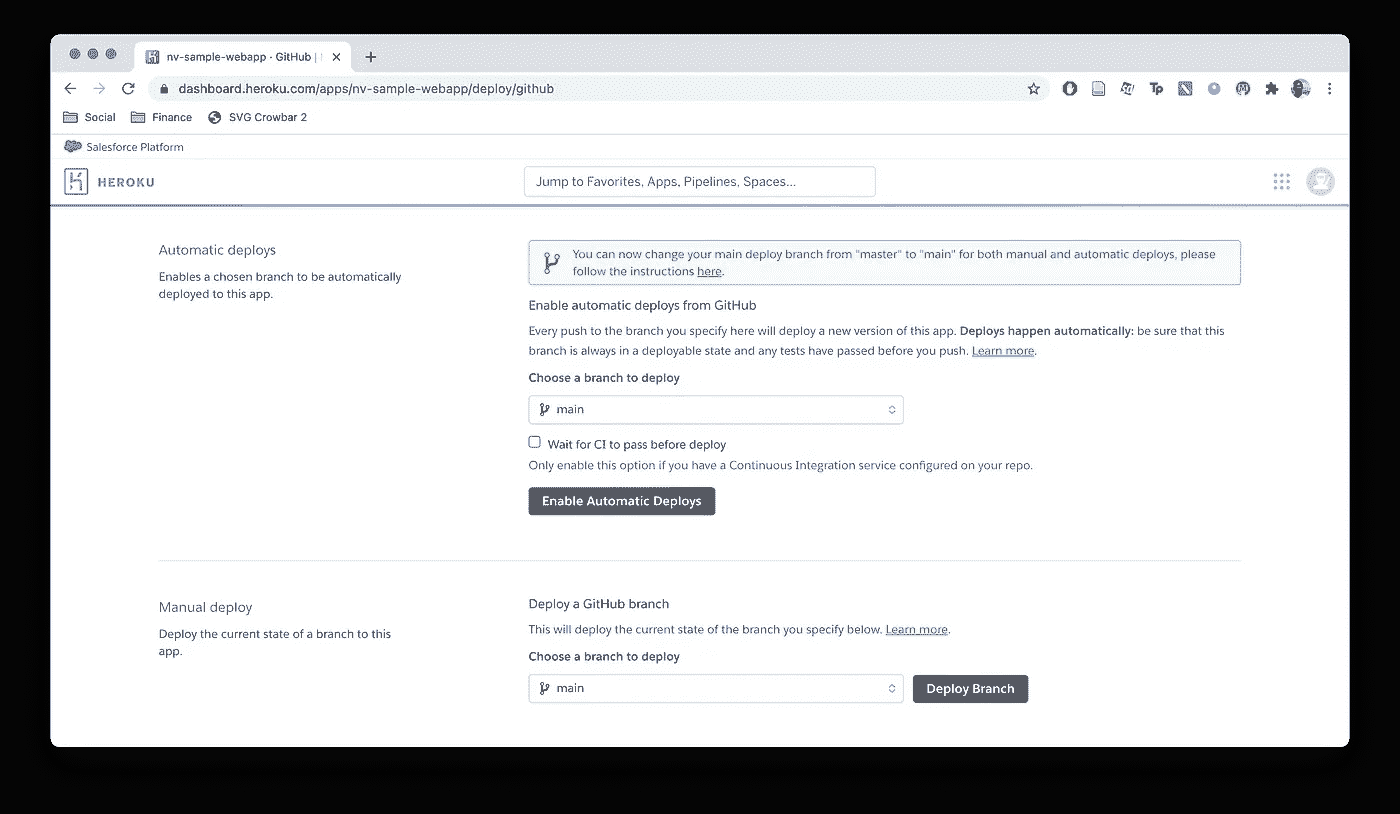 nv-sample-webapp · GitHub |
dashboard.heroku.com/apps/nv-sample-webapp/deploy/github
Tp
Social Finance SVG Crowbar 2
Salesforce Platform
HEROKU
Jump to Favorites, Apps, Pipelines, Spaces...
Automatic deploys
Enables a chosen branch to be automatically
deployed to this app.
You can now change your main deploy branch from "master" to "main" for both manual and automatic deploys, please
follow the instructions here.
Enable automatic deploys from GitHub
Every push to the branch you specify here will deploy a new version of this app. Deploys happen automatically: be sure that this
branch is always in a deployable state and any tests have passed before you push. Learn more.
Choose a branch to deploy
main
Wait for CI to pass before deploy
Only enable this option if you have a Continuous Integration service configured on your repo.
Enable Automatic Deploys
Manual deploy
Deploy the current state of a branch to this
app.
Deploy a GitHub branch
This will deploy the current state of the branch you specify below. Learn more.
Choose a branch to deploy
main
Deploy Branch